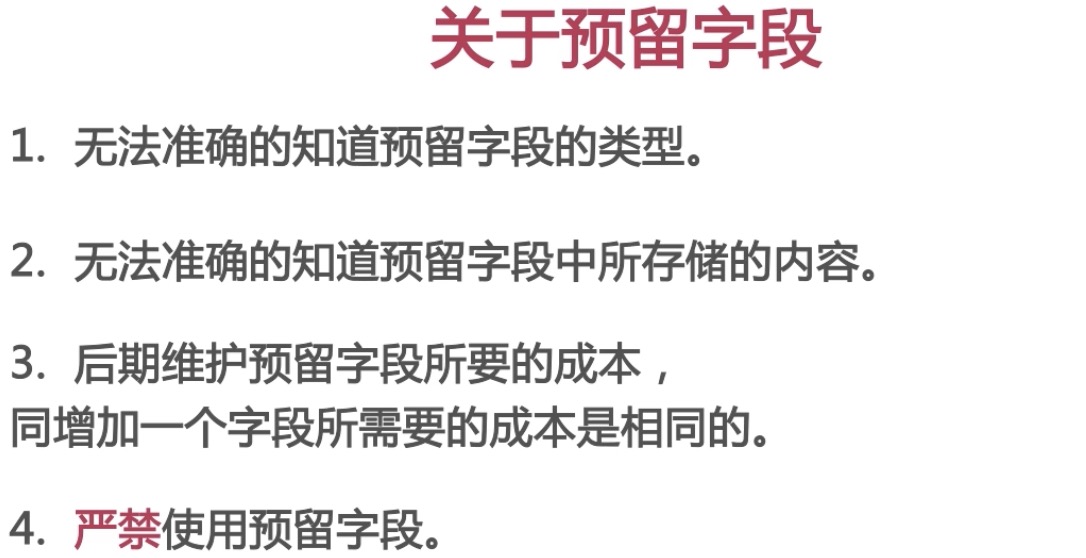 关于预留字段
1. 无法准确的知道预留字段的类型。
2. 无法准确的知道预留字段中所存储的内容。
3. 后期维护预留字段所要的成本，
同增加一个字段所需要的成本是相同的。
4. 严禁使用预留字段。